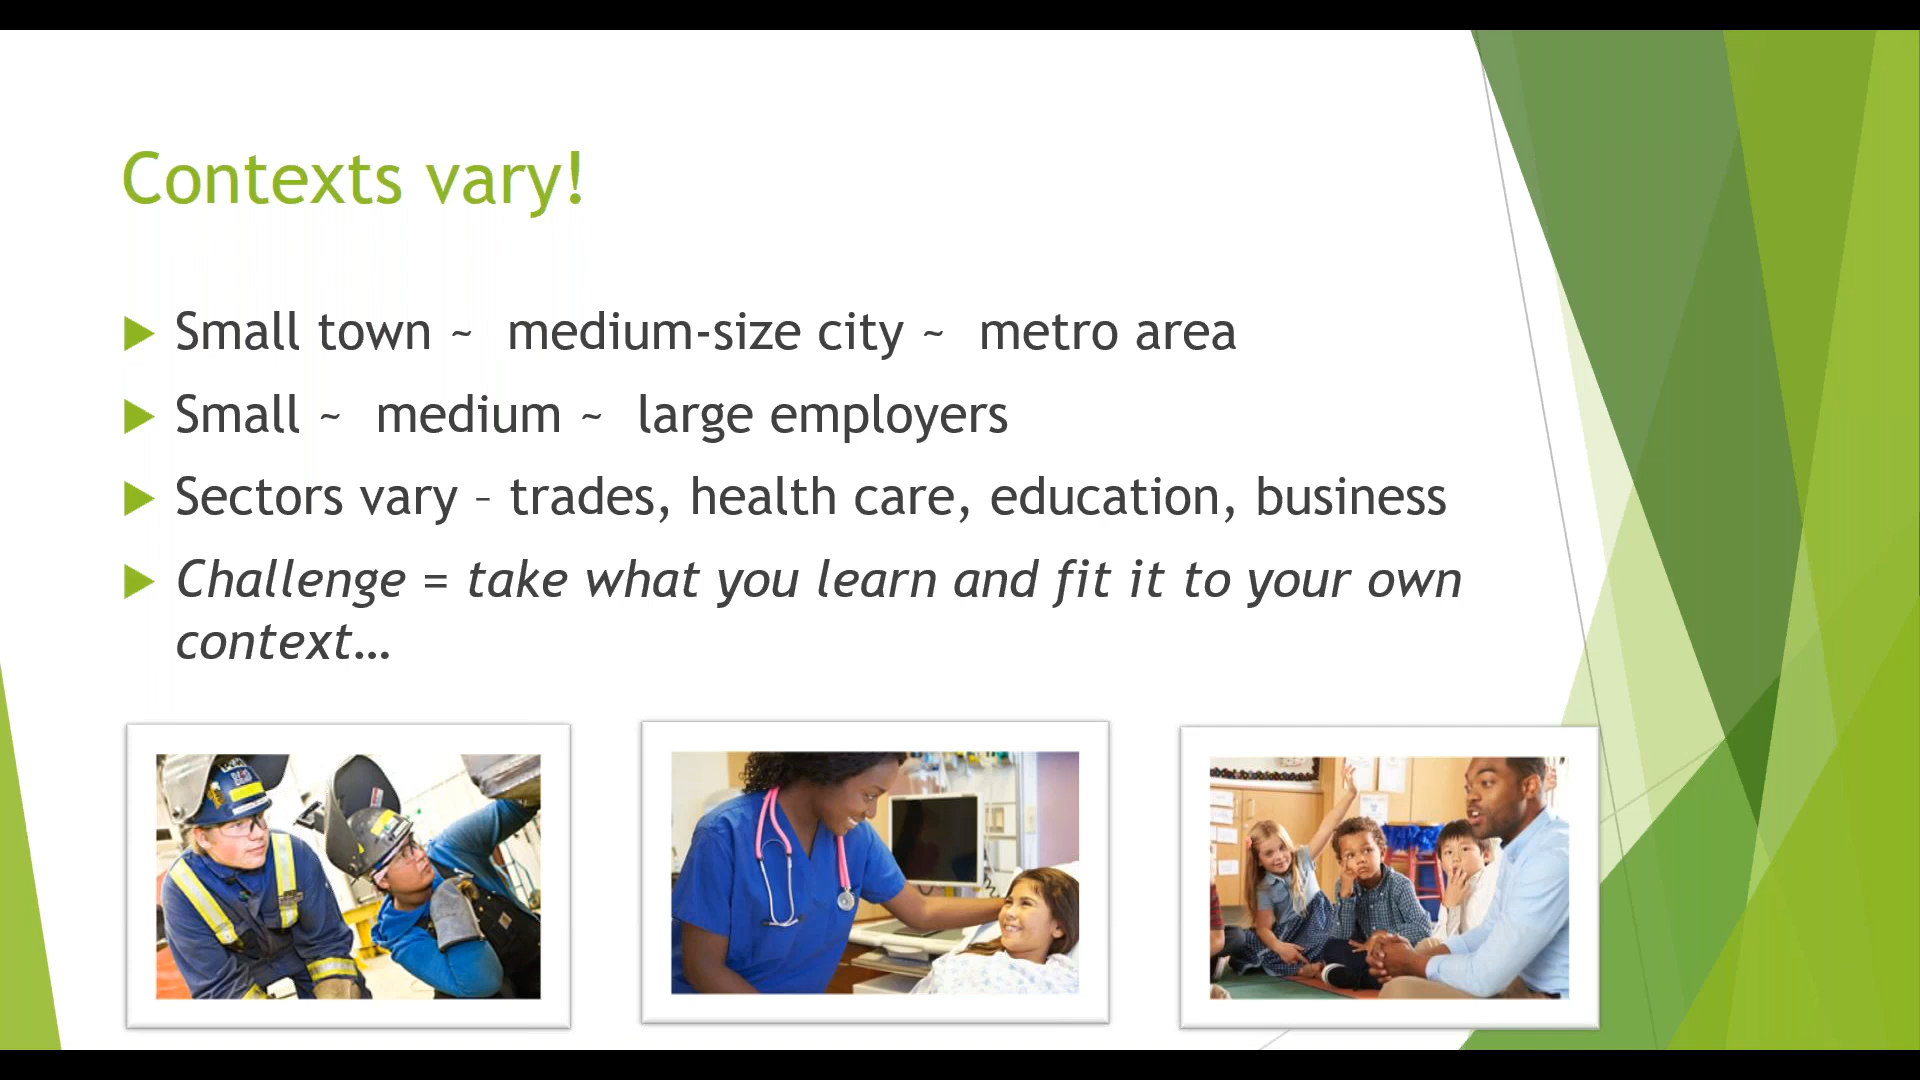 Contexts vary!
Small town ~ medium-size city ~ metro area
Small ~ medium ~ large employers
Sectors vary – trades, health care, education, business
Challenge = take what you learn and fit it to your own
context…